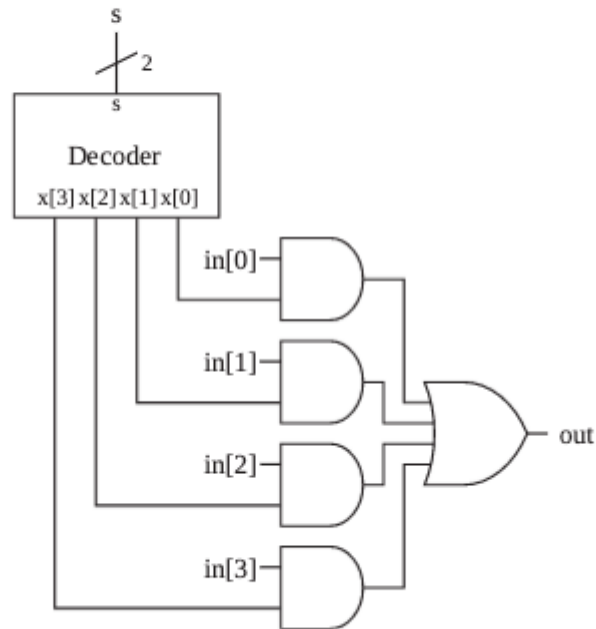 s
2
s
Decoder
x[3] x[2] x[1] x[0]
in[0]
in[1]
in[2]
in[3]
out